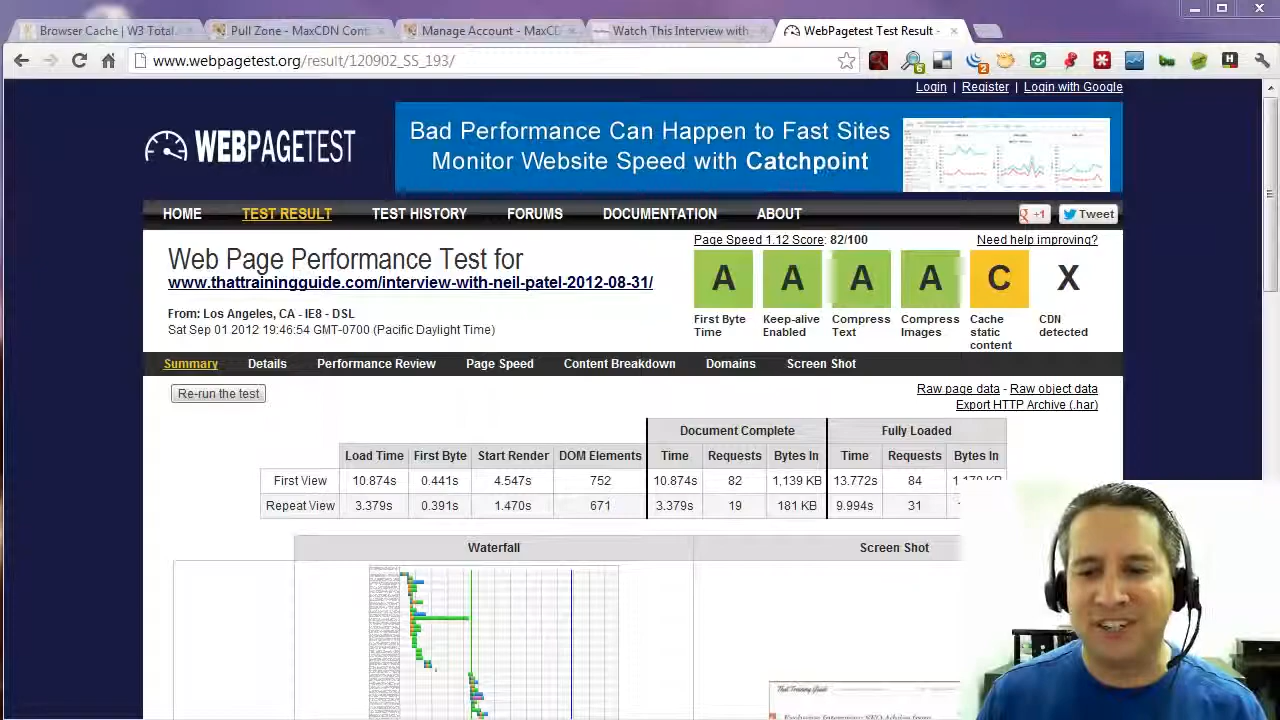 Browser Cache | W3 Total
Pull Zone - MaxCDN Cont
Manage Account - MaxCD
Watch This Interview with
WebPagetest Test Result -
www.webpagetest.org/result/120902_SS_193/
Login | Register | Login with Google
WEBPAGETEST
Bad Performance Can Happen to Fast Sites
Monitor Website Speed with Catchpoint
HOME
TEST RESULT
TEST HISTORY
FORUMS
DOCUMENTATION
ABOUT
+1
Tweet
Web Page Performance Test for
www.thattrainingguide.com/interview-with-neil-patel-2012-08-31/
From: Los Angeles, CA - IE8 - DSL
Sat Sep 01 2012 19:46:54 GMT-0700 (Pacific Daylight Time)
Page Speed 1.12 Score: 82/100
Need help improving?
A A A A C X
First Byte Time
Keep-alive Enabled
Compress Text
Compress Images
Cache static content
CDN detected
Summary
Details
Performance Review
Page Speed
Content Breakdown
Domains
Screen Shot
Re-run the test
Raw page data - Raw object data
Export HTTP Archive (.har)
Document Complete
Fully Loaded
Load Time First Byte Start Render DOM Elements Time Requests Bytes In Time Requests Bytes In
First View 10.874s 0.441s 4.547s 752 10.874s 82 1,139 KB 13.772s 84
Repeat View 3.379s 0.391s 1.470s 671 3.379s 19 181 KB 9.994s 31
Waterfall
Screen Shot
That Training Guide